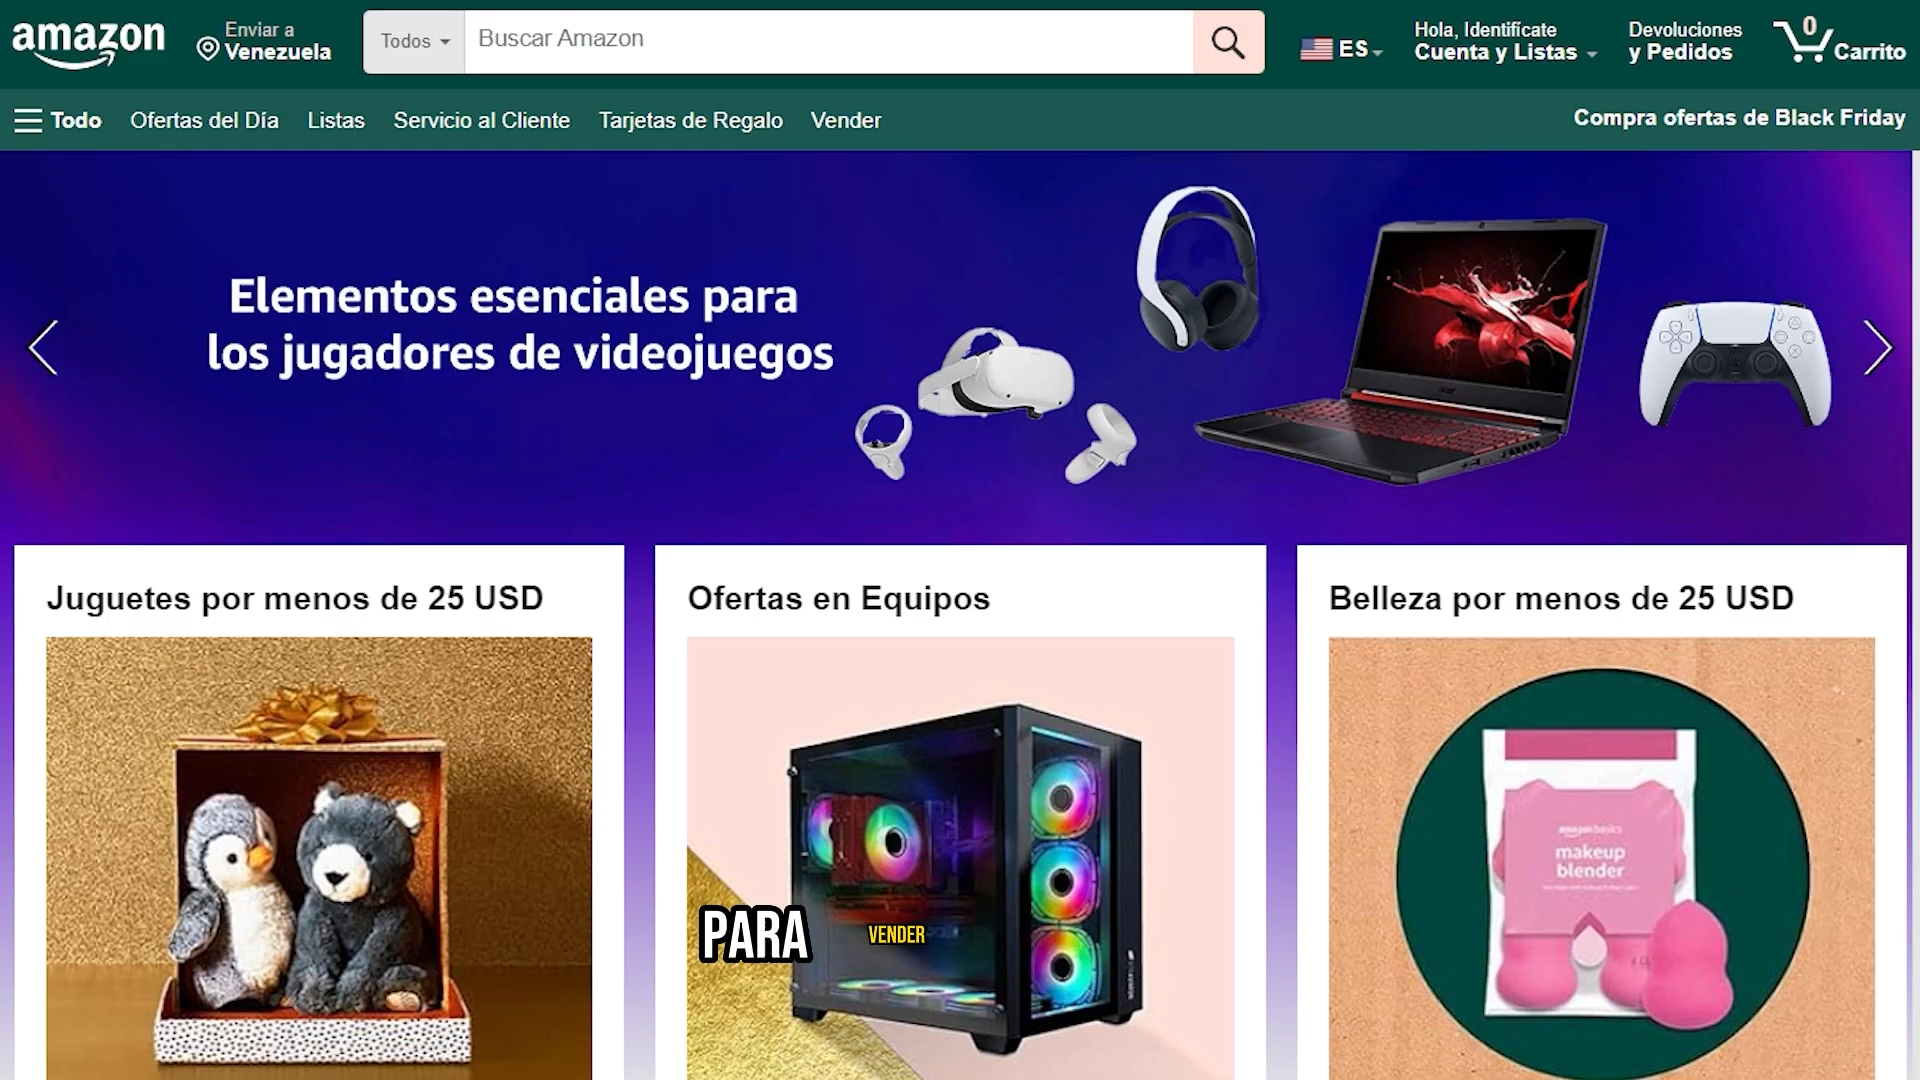 amazon
Enviar a
Venezuela
Todos
Buscar Amazon
ES
Hola, Identifícate
Cuenta y Listas
Devoluciones
y Pedidos
0
Carrito
Todo
Ofertas del Día
Listas
Servicio al Cliente
Tarjetas de Regalo
Vender
Compra ofertas de Black Friday
Elementos esenciales para
los jugadores de videojuegos
Juguetes por menos de 25 USD
Ofertas en Equipos
Belleza por menos de 25 USD
amazon basics
makeup
blender
PARA VENDER